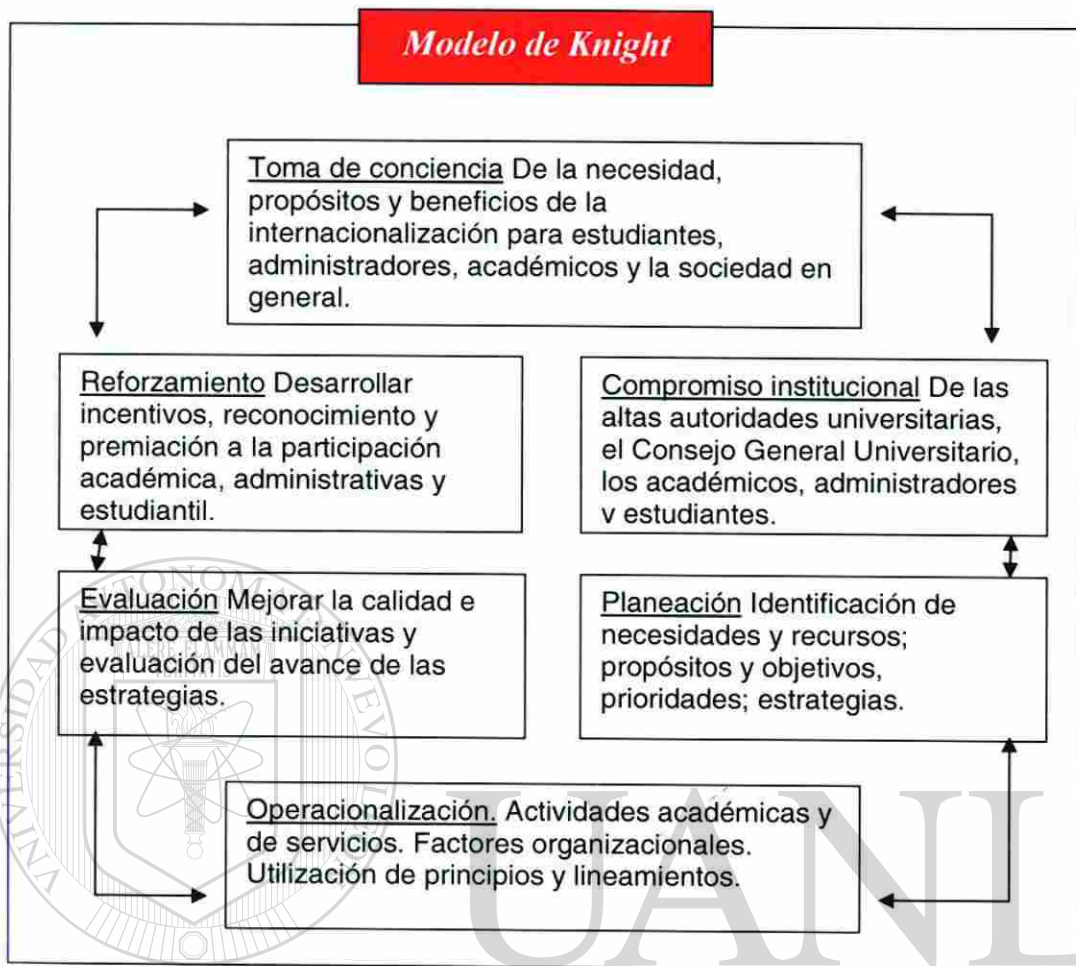 Modelo de Knight
Toma de conciencia De la necesidad,
propósitos y beneficios de la
internacionalización para estudiantes,
administradores, académicos y la sociedad en
general.
Reforzamiento Desarrollar
incentivos, reconocimiento y
premiación a la participación
académica, administrativas y
estudiantil.
Compromiso institucional De las
altas autoridades universitarias,
el Consejo General Universitario,
los académicos, administradores
y estudiantes.
Evaluación Mejorar la calidad e
impacto de las iniciativas y
evaluación del avance de las
estrategias.
Planeación Identificación de
necesidades y recursos;
propósitos y objetivos,
prioridades; estrategias.
Operacionalización. Actividades académicas y
de servicios. Factores organizacionales.
Utilización de principios y lineamientos.
UANL